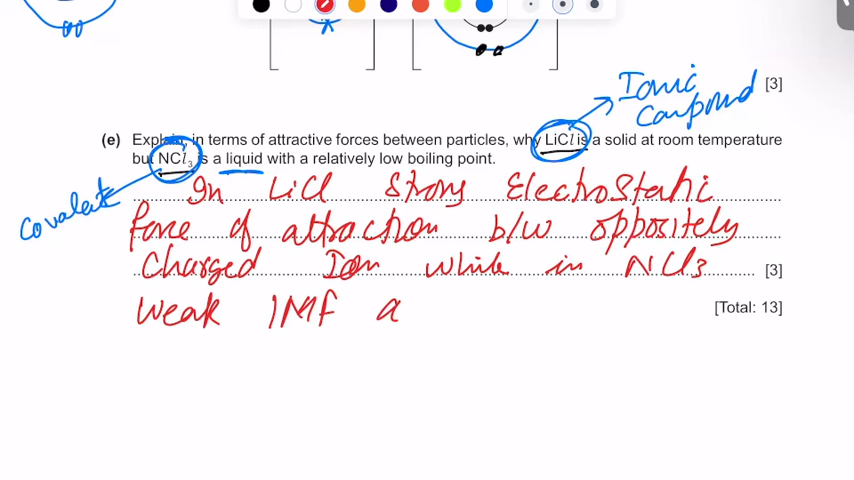 [3]
Ionic
Compound
(e) Explain, in terms of attractive forces between particles, why LiCl is a solid at room temperature
but NCl₃ is a liquid with a relatively low boiling point.
Covalent
In LiCl Strong ElectroStatic
force of attraction b/w oppositely
Charged Ion while in NCl3 [3]
Weak IMF a
[Total: 13]